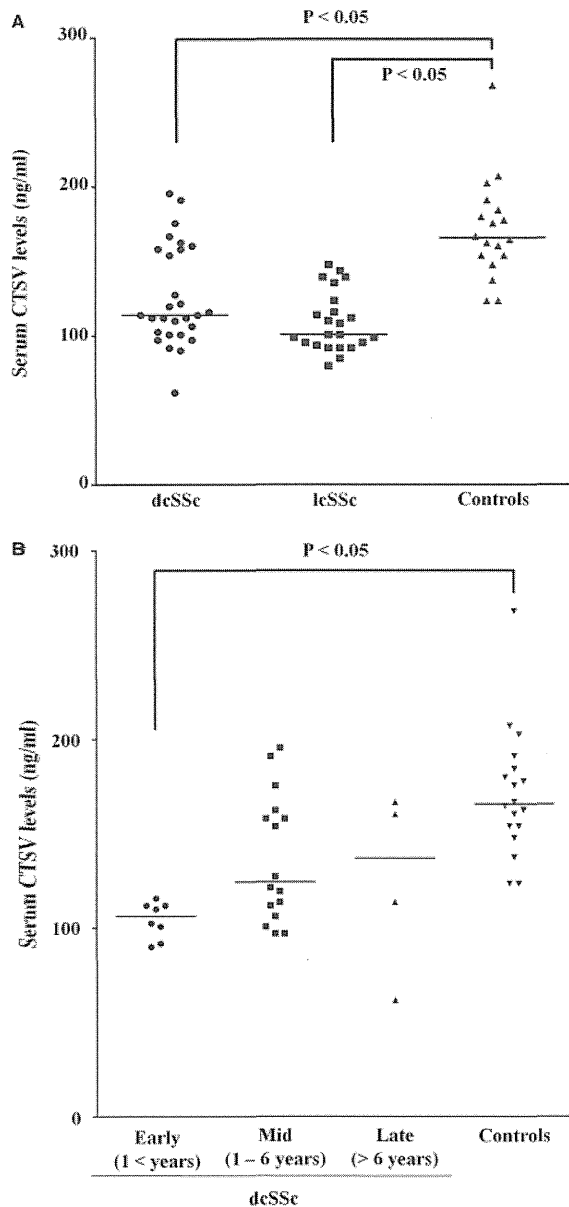 A
P < 0.05
P < 0.05
300
200
100
0
Serum CTSV levels (ng/ml)
dcSSc
lcSSc
Controls
B
P < 0.05
300
200
100
0
Serum CTSV levels (ng/ml)
Early
(1 < years)
Mid
(1 – 6 years)
Late
(> 6 years)
Controls
dcSSc